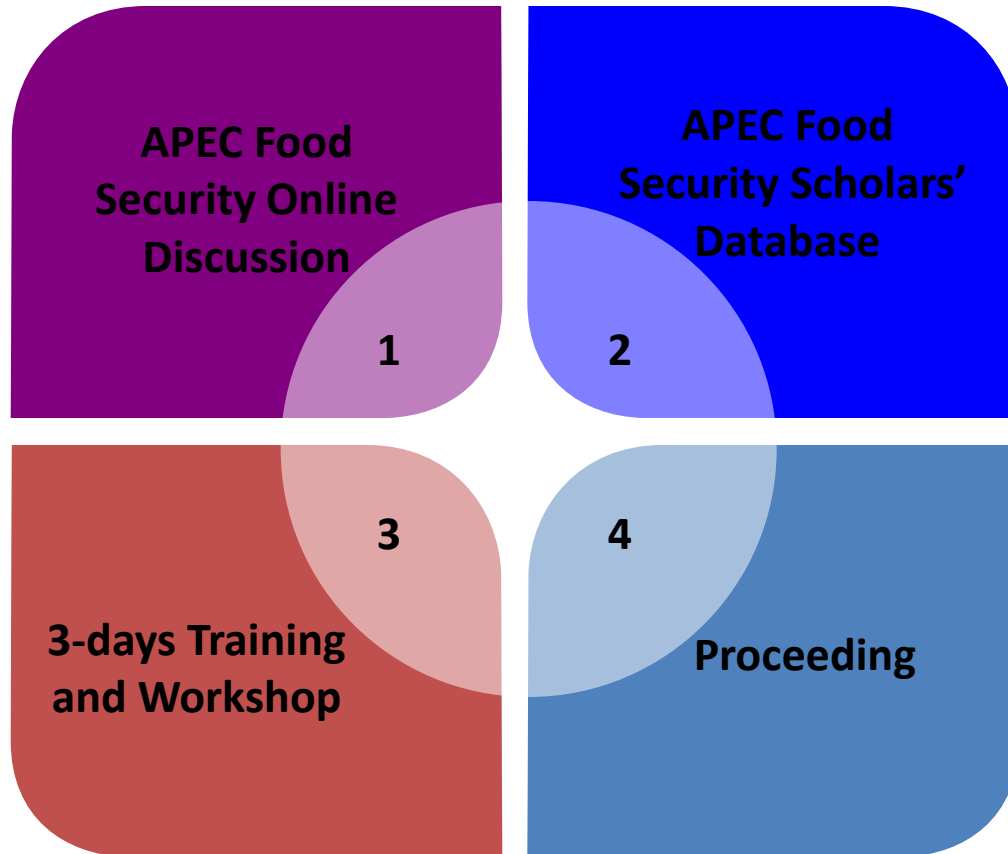 APEC Food
Security Online
Discussion
1
APEC Food
Security Scholars’
Database
2
3
3-days Training
and Workshop
4
Proceeding